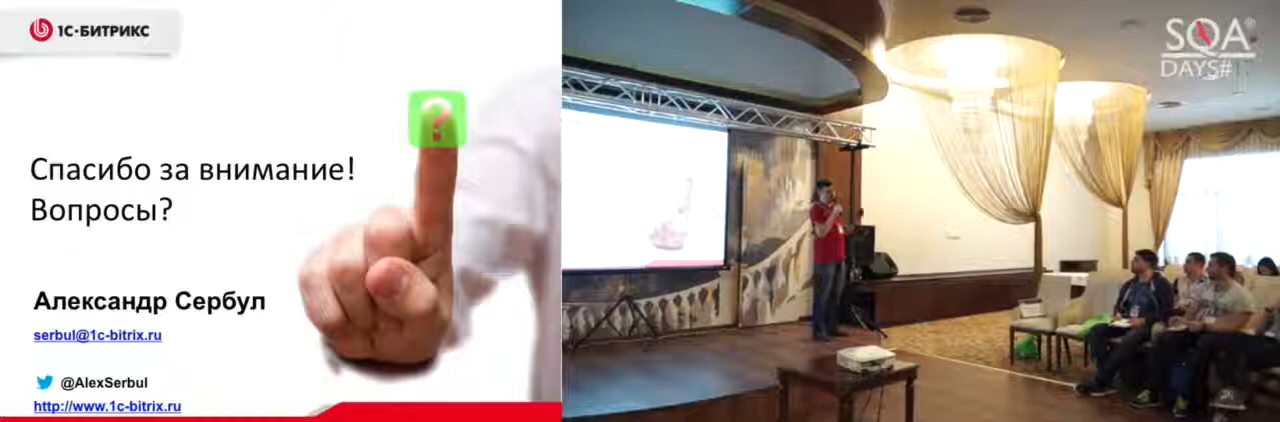 1С-БИТРИКС
Спасибо за внимание!
Вопросы?
Александр Сербул
serbul@1c-bitrix.ru
@AlexSerbul
http://www.1c-bitrix.ru
?
SQA®
DAYS#